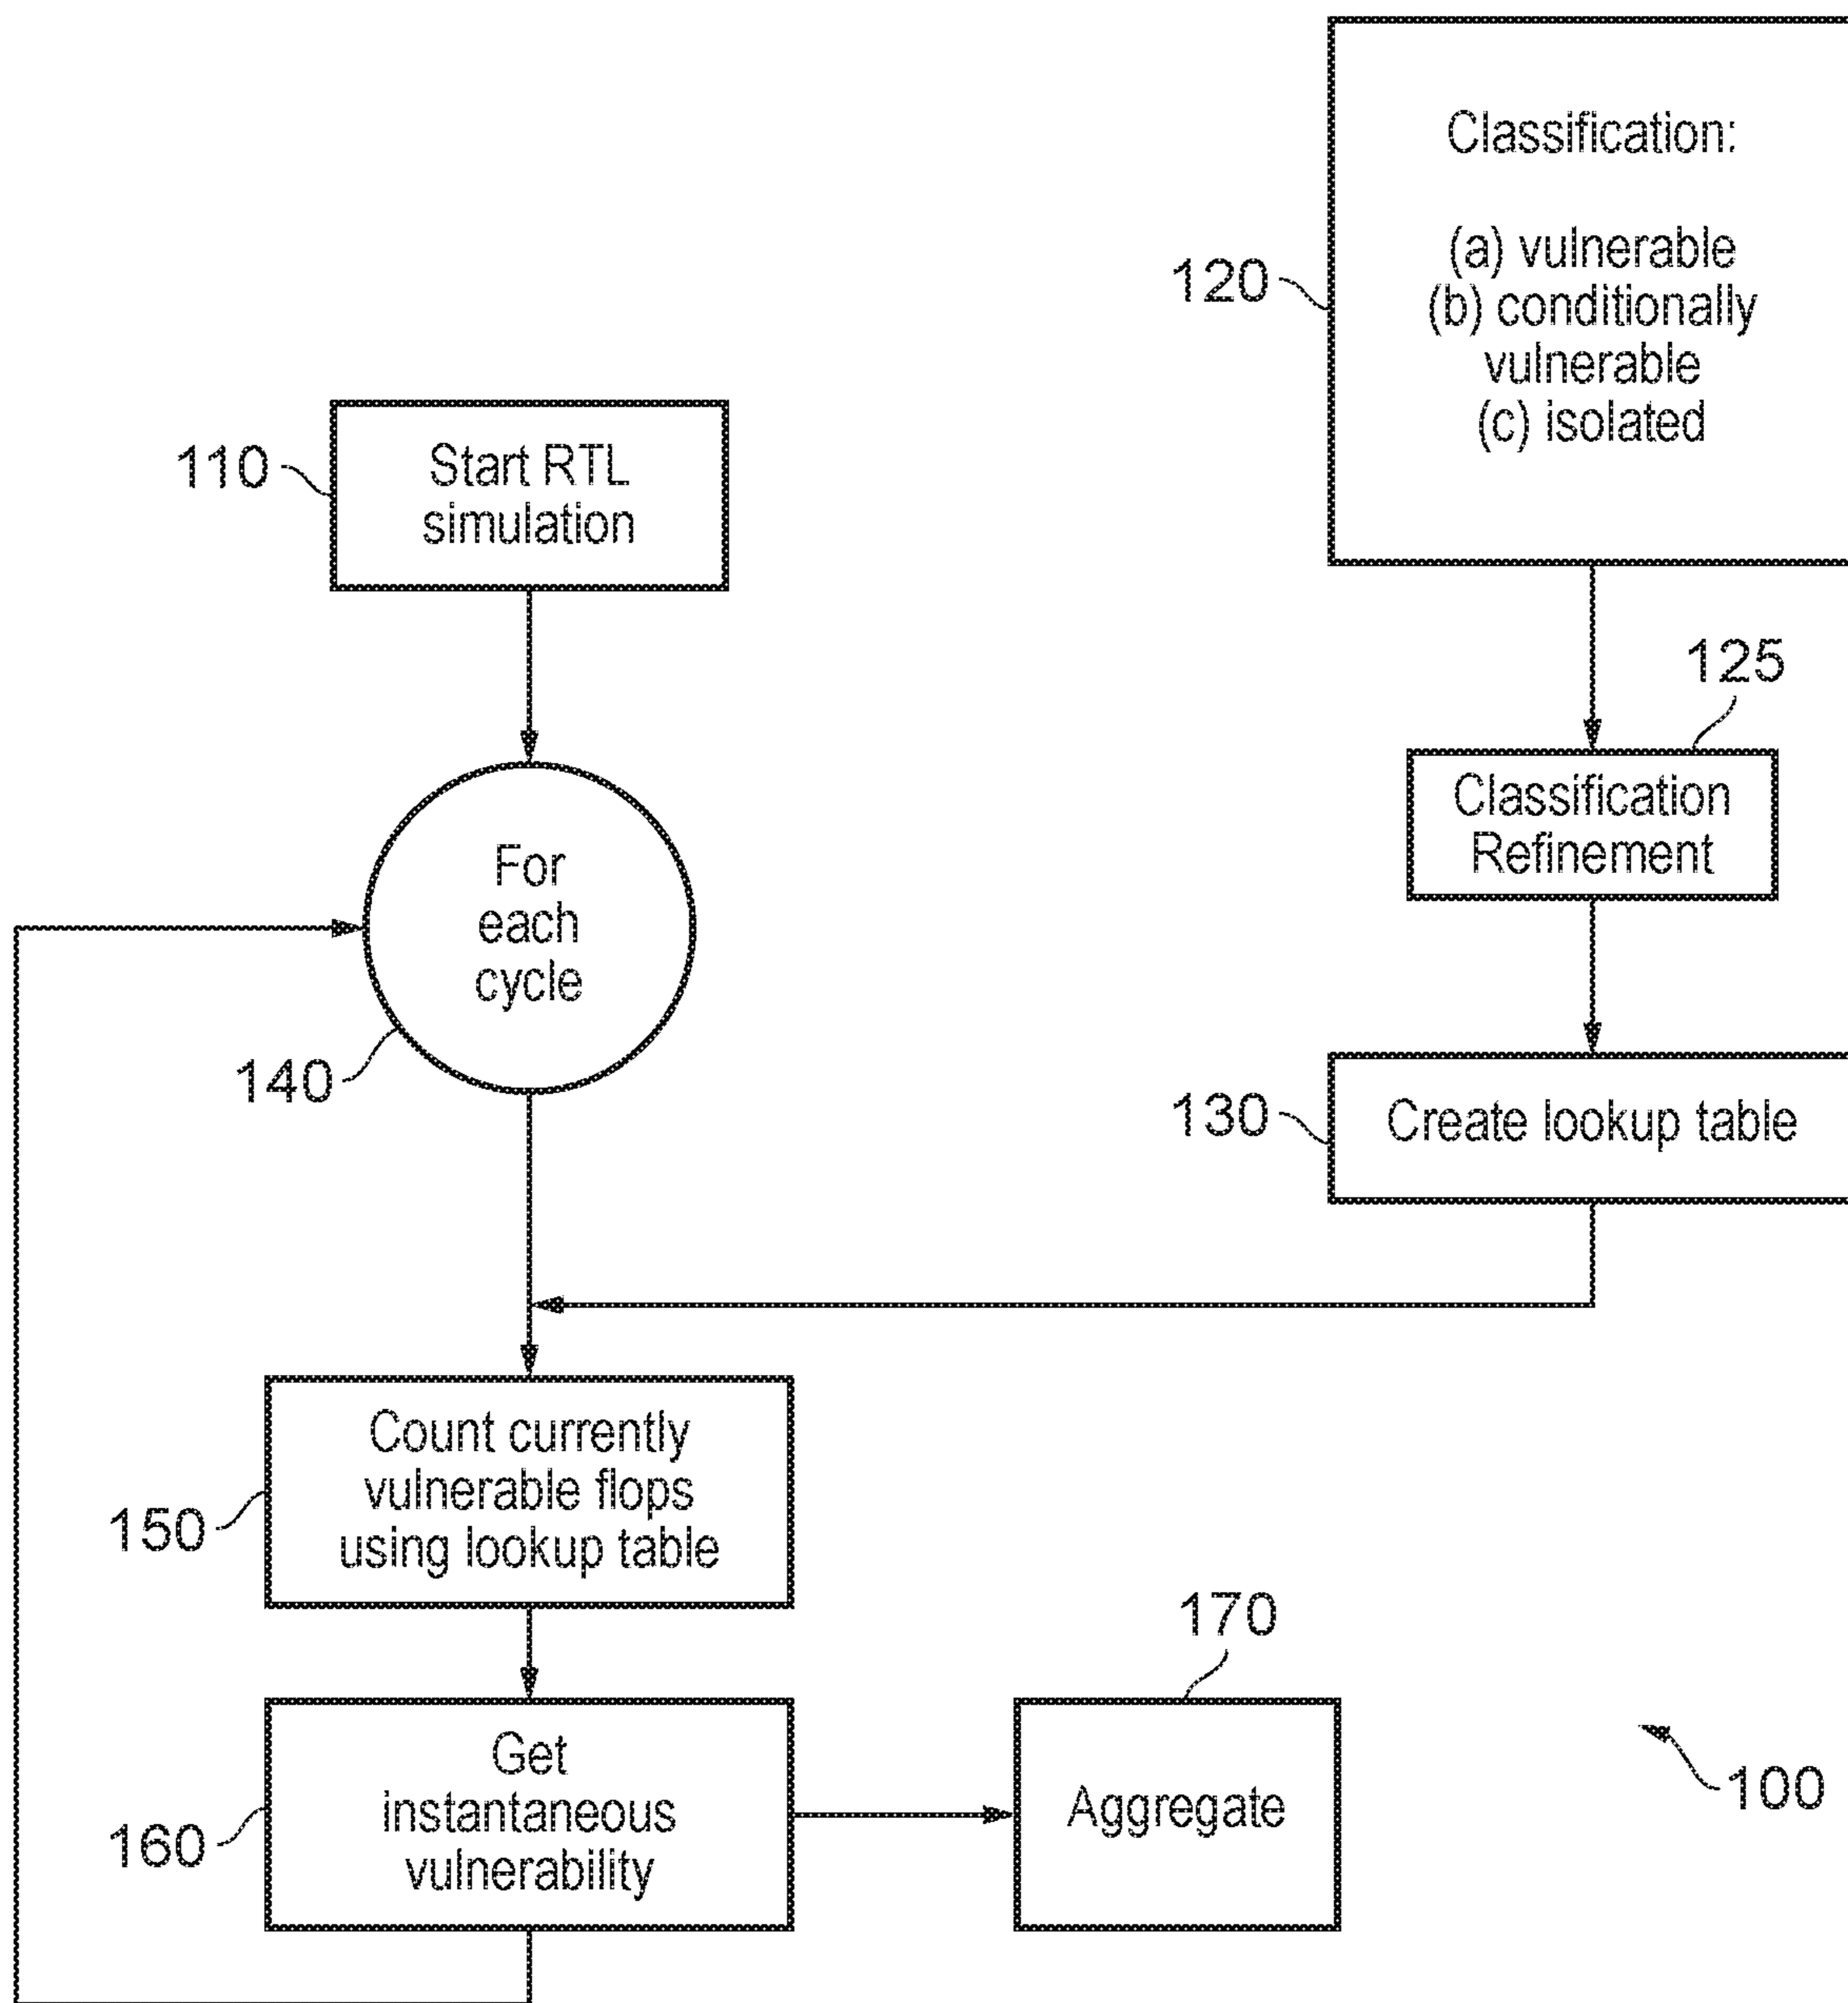 Classification:
(a) vulnerable
(b) conditionally
vulnerable
(c) isolated
120
110
Start RTL
simulation
125
Classification
Refinement
For
each
cycle
140
130
Create lookup table
Count currently
vulnerable flops
using lookup table
150
170
Get
instantaneous
vulnerability
160
Aggregate
100